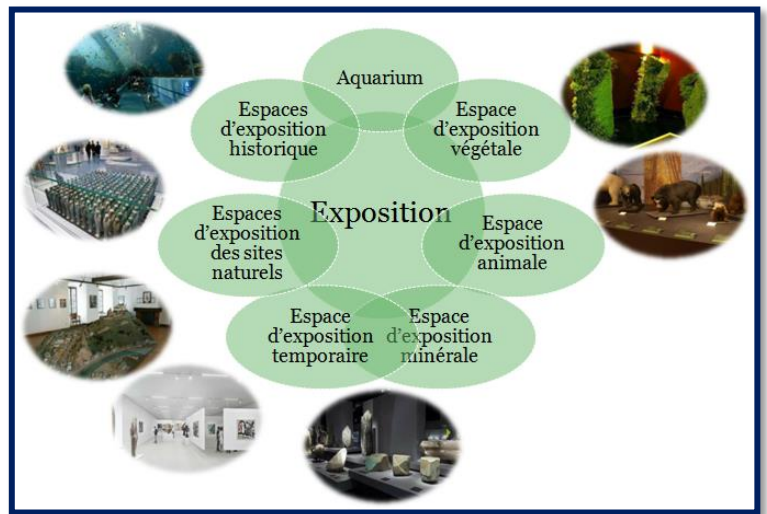 Aquarium
Espaces
d'exposition
historique
Espace
d'exposition
végétale
Exposition
Espaces
d'exposition
des sites
naturels
Espace
d'exposition
animale
Espace
d'exposition
temporaire
Espace
d'exposition
minérale